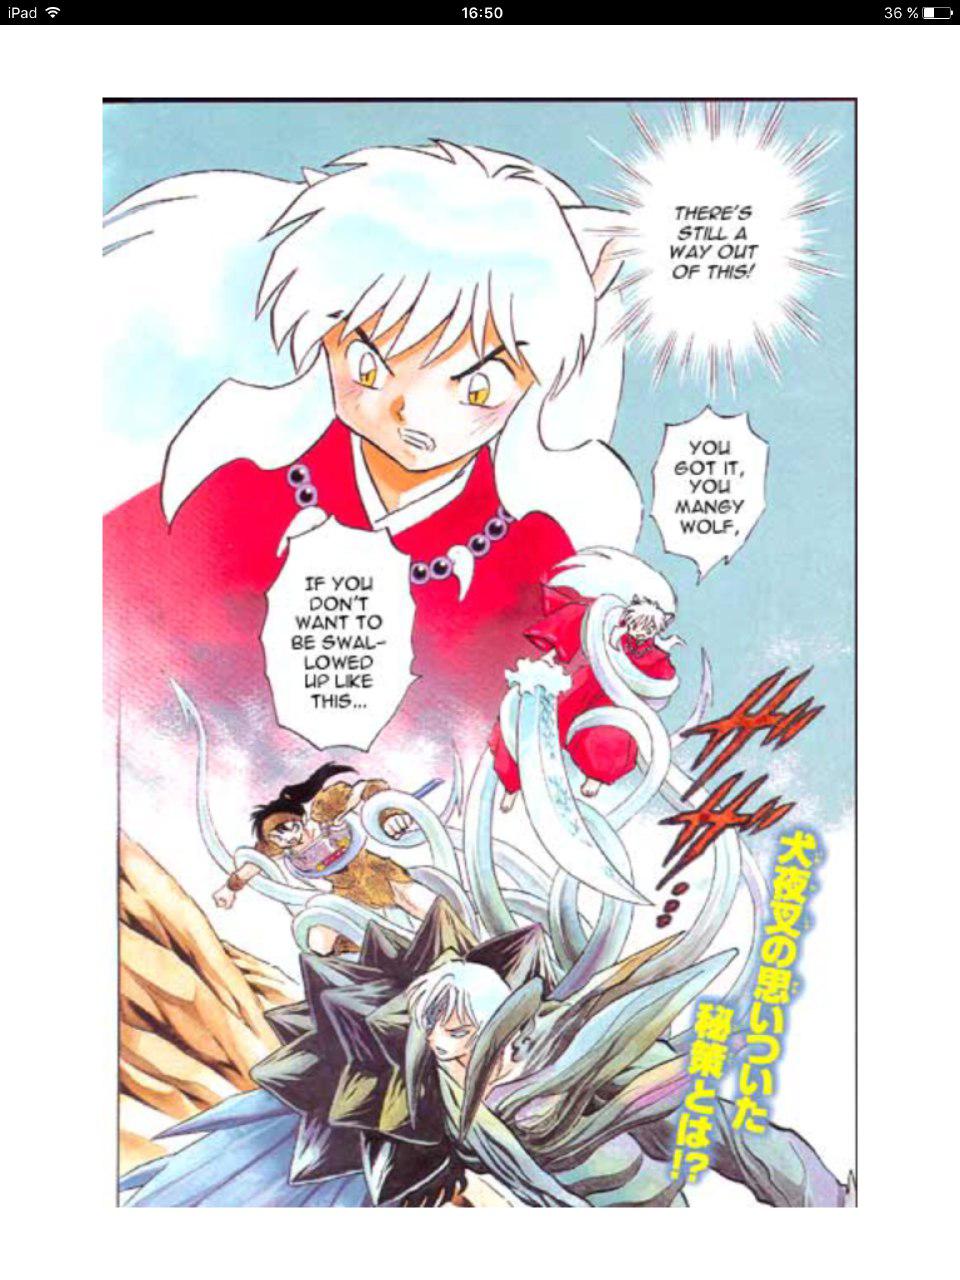 iPad
16:50
36 %
THERE'S
STILL A
WAY OUT
OF THIS!
YOU
GOT IT,
YOU
MANGY
WOLF,
IF YOU
DON'T
WANT TO
BE SWAL-
LOWED
UP LIKE
THIS...
ザザ…
犬夜叉の思いついた
秘策とは!?